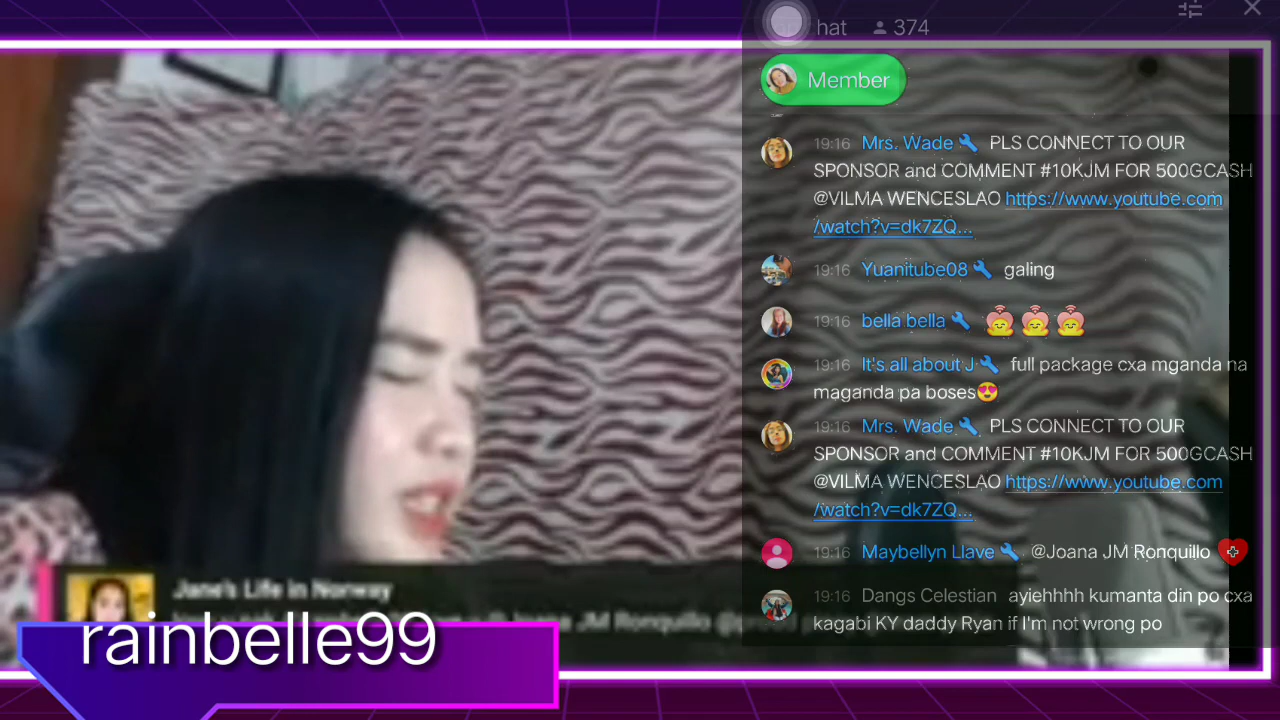 hat 374
Member
19:16 Mrs. Wade PLS CONNECT TO OUR
SPONSOR and COMMENT #10KJM FOR 500GCASH
@VILMA WENCESLAO https://www.youtube.com
/watch?v=dk7ZQ...
19:16 Yuanitube08 galing
19:16 bella bella
19:16 It's all about J full package cxa mganda na
maganda pa boses😍
19:16 Mrs. Wade PLS CONNECT TO OUR
SPONSOR and COMMENT #10KJM FOR 500GCASH
@VILMA WENCESLAO https://www.youtube.com
/watch?v=dk7ZQ...
19:16 Maybellyn Llave @Joana JM Ronquillo
19:16 Dangs Celestian ayiehhhh kumanta din po cxa
kagabi KY daddy Ryan if I'm not wrong po
Jane's Life in Norway
JM Ronquillo
rainbelle99